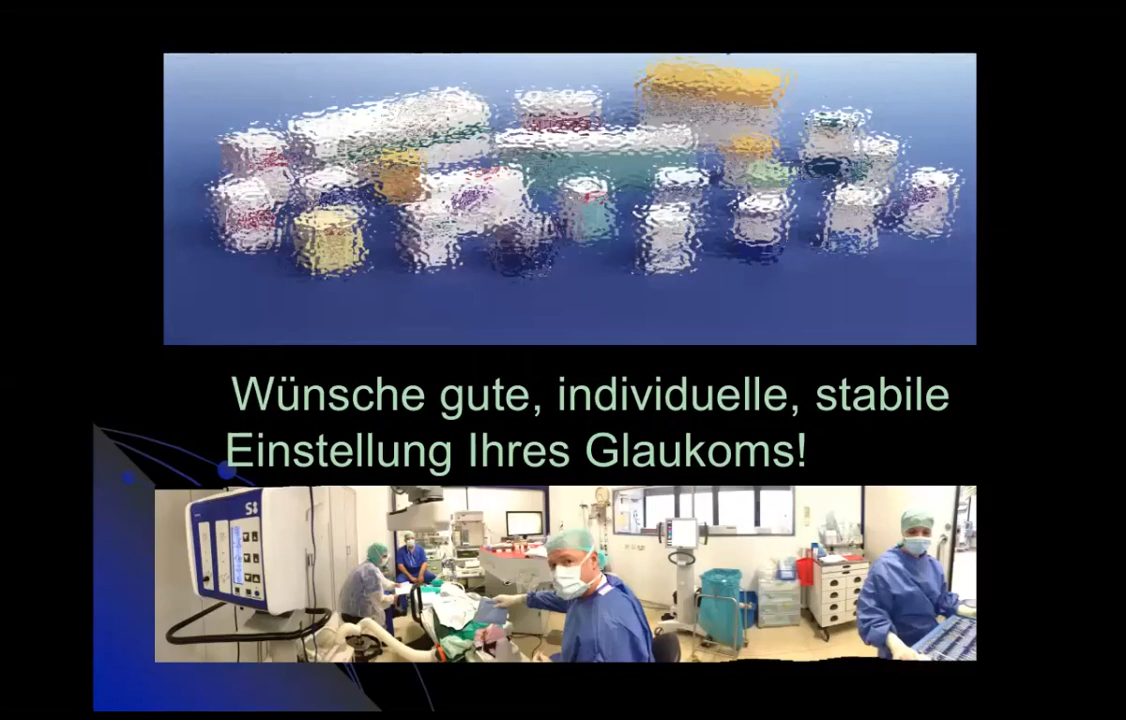 Wünsche gute, individuelle, stabile
Einstellung Ihres Glaukoms!